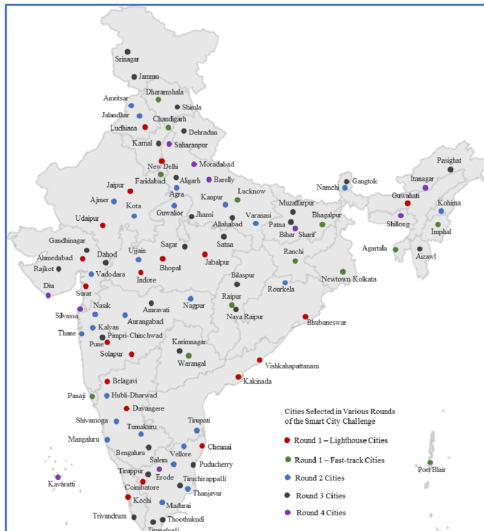 Srinagar
Jammu
Dharamshala
Amritsar
Shimla
Jalandhar
Chandigarh
Ludhiana
Dehradun
Karnal
Saharanpur
Moradabad
New Delhi
Bareily
Faridabad
Aligarh
Jaipur
Agra
Lucknow
Ajmer
Kanpur
Kota
Gwalior
Jhansi
Udaipur
Allahabad
Varanasi
Muzaffarpur
Patna
Bihar Sharif
Bhagalpur
Gangtok
Namchi
Pasighat
Itanagar
Guwahati
Kohima
Shillong
Imphal
Agartala
Aizawl
Gandhinagar
Ahmedabad
Dahod
Ujjain
Sagar
Satna
Rajkot
Vadodara
Indore
Bhopal
Jabalpur
Ranchi
Newtown Kolkata
Diu
Surat
Bilaspur
Rourkela
Silvassa
Nasik
Amravati
Nagpur
Raipur
Naya Raipur
Aurangabad
Bhubaneswar
Thane
Kalyan
Pimpri-Chinchwad
Pune
Karimnagar
Solapur
Warangal
Vishkahapattanam
Kakinada
Belagavi
Panaji
Hubli-Dharwad
Davangere
Shivamoga
Tumakuru
Tirupati
Mangaluru
Bengaluru
Chennai
Vellore
Salem
Puducherry
Tirappur
Erode
Tiruchirappalli
Coimbatore
Thanjavur
Kavhratti
Kochi
Madurai
Trivandrum
Thoothukudi
Port Blair
Cities Selected in Various Rounds
of the Smart City Challenge
Round 1 – Lighthouse Cities
Round 1 – Fast-track Cities
Round 2 Cities
Round 3 Cities
Round 4 Cities